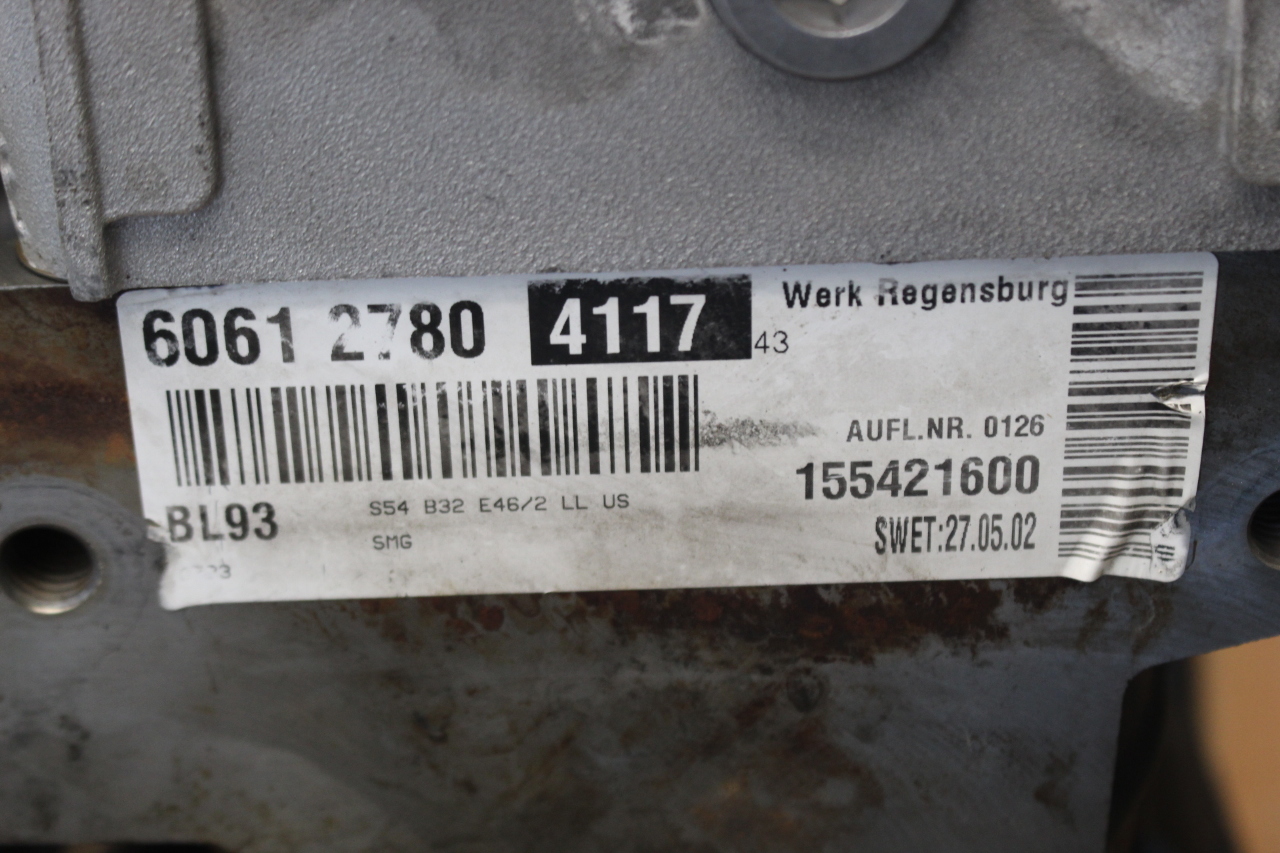 6061 2780 4117 43
Werk Regensburg
AUFL.NR. 0126
155421600
BL93
S54 B32 E46/2 LL US
SMG
SWET:27.05.02